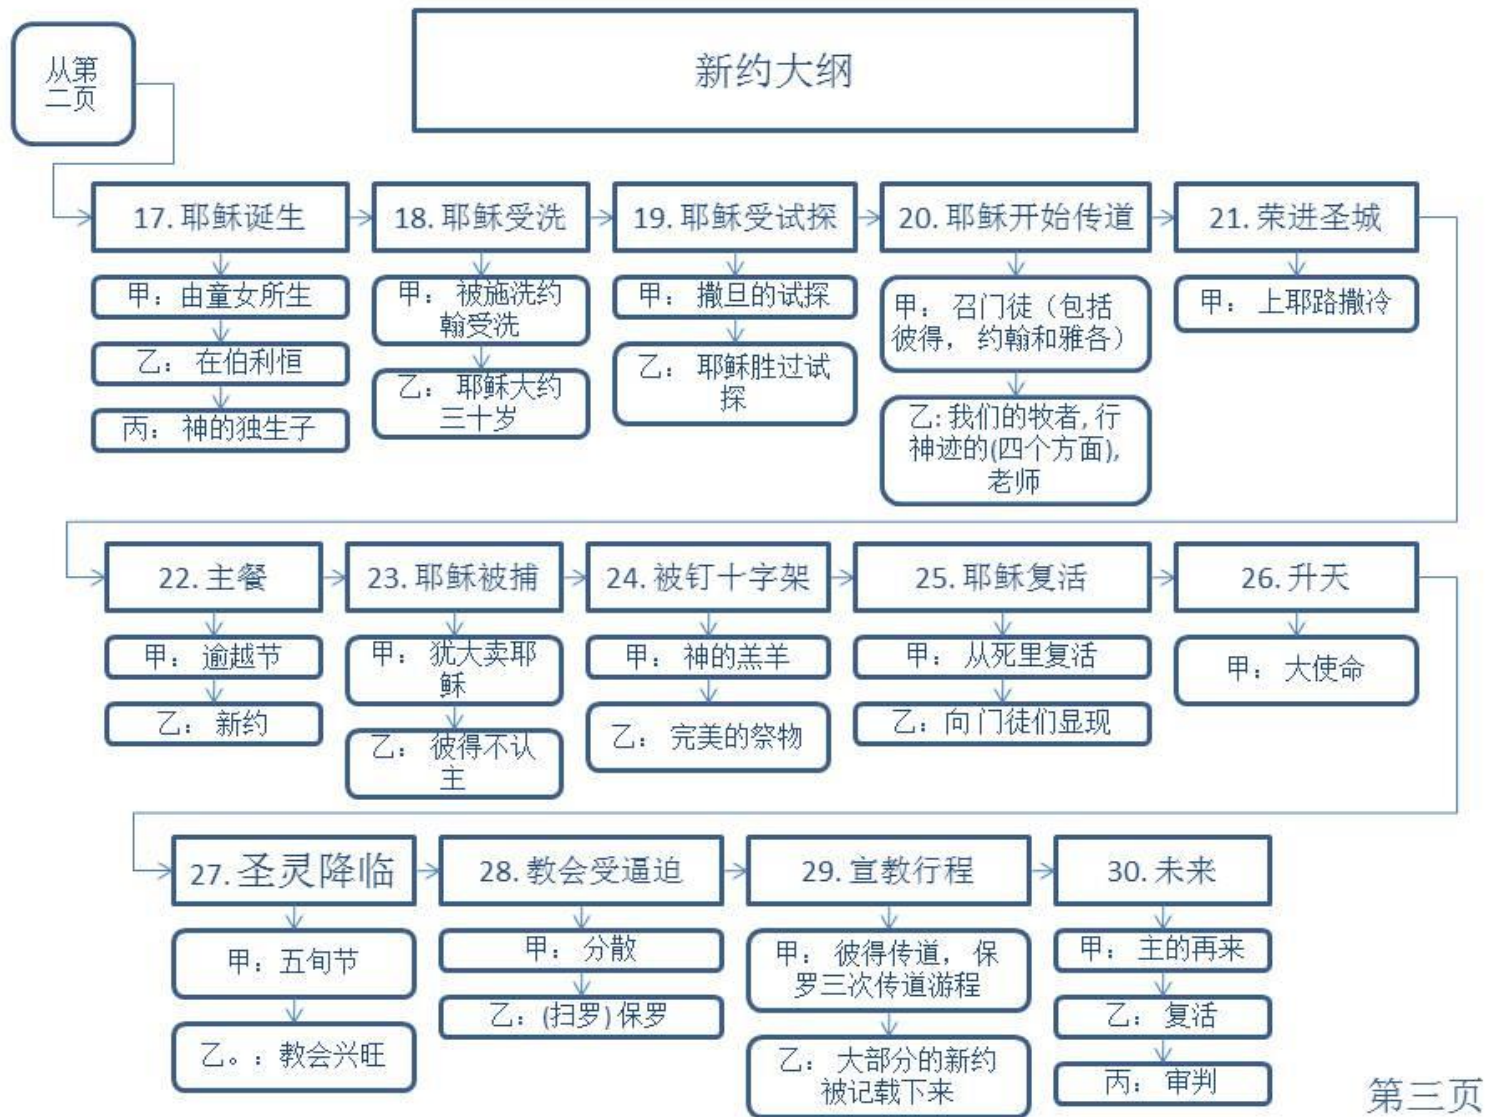 从第
二页
新约大纲
17. 耶稣诞生
甲：由童女所生
乙： 在伯利恒
丙：神的独生子
18. 耶稣受洗
甲： 被施洗约
翰受洗
乙： 耶稣大约
三十岁
19. 耶稣受试探
甲： 撒旦的试探
乙： 耶稣胜过试
探
20. 耶稣开始传道
甲： 召门徒（包括
彼得， 约翰和雅各）
乙: 我们的牧者, 行
神迹的(四个方面),
老师
21. 荣进圣城
甲： 上耶路撒冷
22. 主餐
甲： 逾越节
乙： 新约
23. 耶稣被捕
甲： 犹大卖耶
稣
乙： 彼得不认
主
24. 被钉十字架
甲： 神的羔羊
乙： 完美的祭物
25. 耶稣复活
甲： 从死里复活
乙：向门徒们显现
26. 升天
甲： 大使命
27. 圣灵降临
甲：五旬节
乙。：教会兴旺
28. 教会受逼迫
甲：分散
乙：(扫罗) 保罗
29. 宣教行程
甲： 彼得传道， 保
罗三次传道游程
乙： 大部分的新约
被记载下来
30. 未来
甲： 主的再来
乙： 复活
丙： 审判
第三页